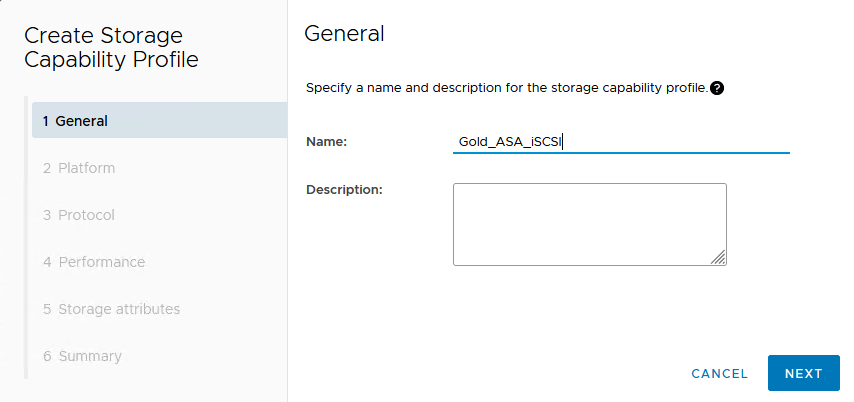 Create Storage
Capability Profile
1 General
2 Platform
3 Protocol
4 Performance
5 Storage attributes
6 Summary
General
Specify a name and description for the storage capability profile.?
Name:
Gold_ASA_iSCSI
Description:
CANCEL
NEXT